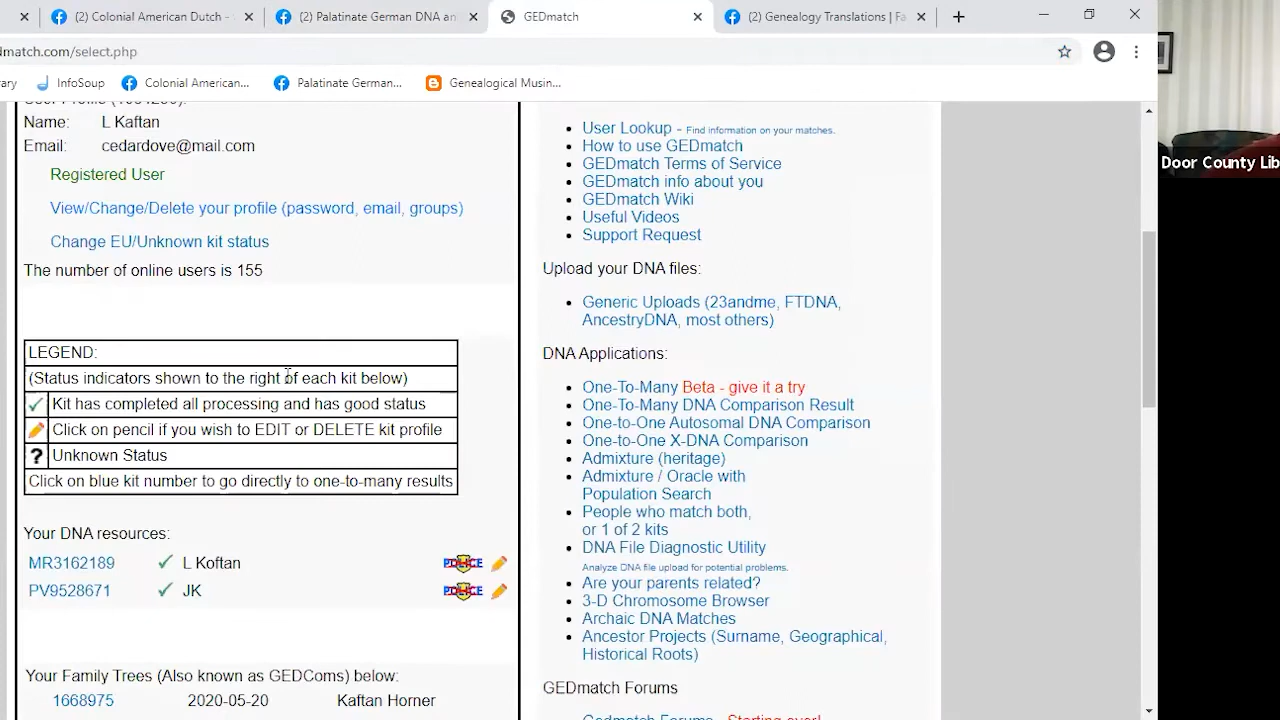 (2) Colonial American Dutch -
(2) Palatinate German DNA an
GEDmatch
(2) Genealogy Translations | Fa
dmatch.com/select.php
ary
InfoSoup
Colonial American...
Palatinate German...
Genealogical Musin...
Name: L Kaftan
Email: cedardove@mail.com
Registered User
View/Change/Delete your profile (password, email, groups)
Change EU/Unknown kit status
The number of online users is 155
LEGEND:
(Status indicators shown to the right of each kit below)
Kit has completed all processing and has good status
Click on pencil if you wish to EDIT or DELETE kit profile
? Unknown Status
Click on blue kit number to go directly to one-to-many results
Your DNA resources:
MR3162189 L Koftan POLICE
PV9528671 JK POLICE
Your Family Trees (Also known as GEDComs) below:
1668975 2020-05-20 Kaftan Horner
User Lookup - Find information on your matches.
How to use GEDmatch
GEDmatch Terms of Service
GEDmatch info about you
GEDmatch Wiki
Useful Videos
Support Request
Upload your DNA files:
Generic Uploads (23andme, FTDNA,
AncestryDNA, most others)
DNA Applications:
One-To-Many Beta - give it a try
One-To-Many DNA Comparison Result
One-to-One Autosomal DNA Comparison
One-to-One X-DNA Comparison
Admixture (heritage)
Admixture / Oracle with
Population Search
People who match both,
or 1 of 2 kits
DNA File Diagnostic Utility
Analyze DNA file upload for potential problems.
Are your parents related?
3-D Chromosome Browser
Archaic DNA Matches
Ancestor Projects (Surname, Geographical,
Historical Roots)
GEDmatch Forums
Gedmatch Forums - Starting over!
Door County Lib